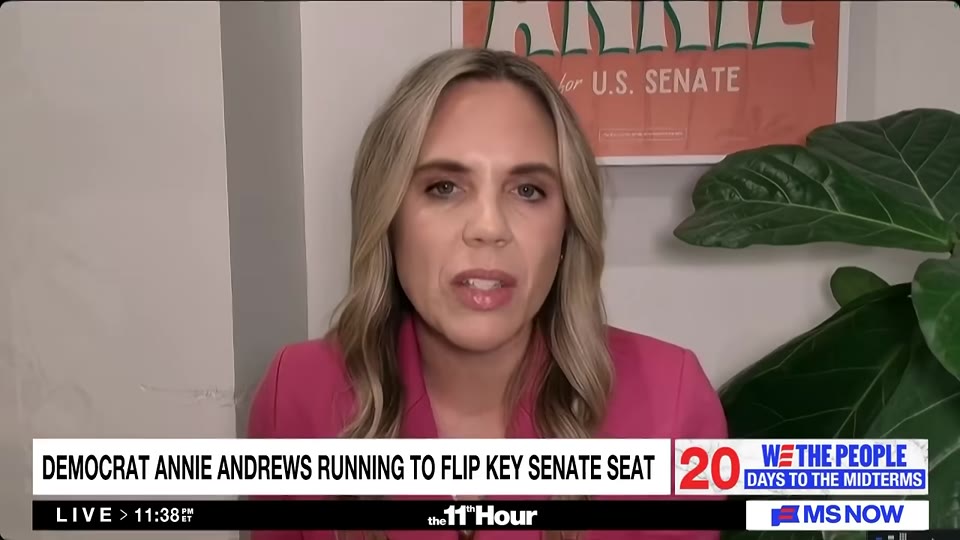 ANNIE
for U.S. SENATE
DEMOCRAT ANNIE ANDREWS RUNNING TO FLIP KEY SENATE SEAT
20 WE THE PEOPLE
DAYS TO THE MIDTERMS
LIVE > 11:38 PM ET
the 11th Hour
MS NOW